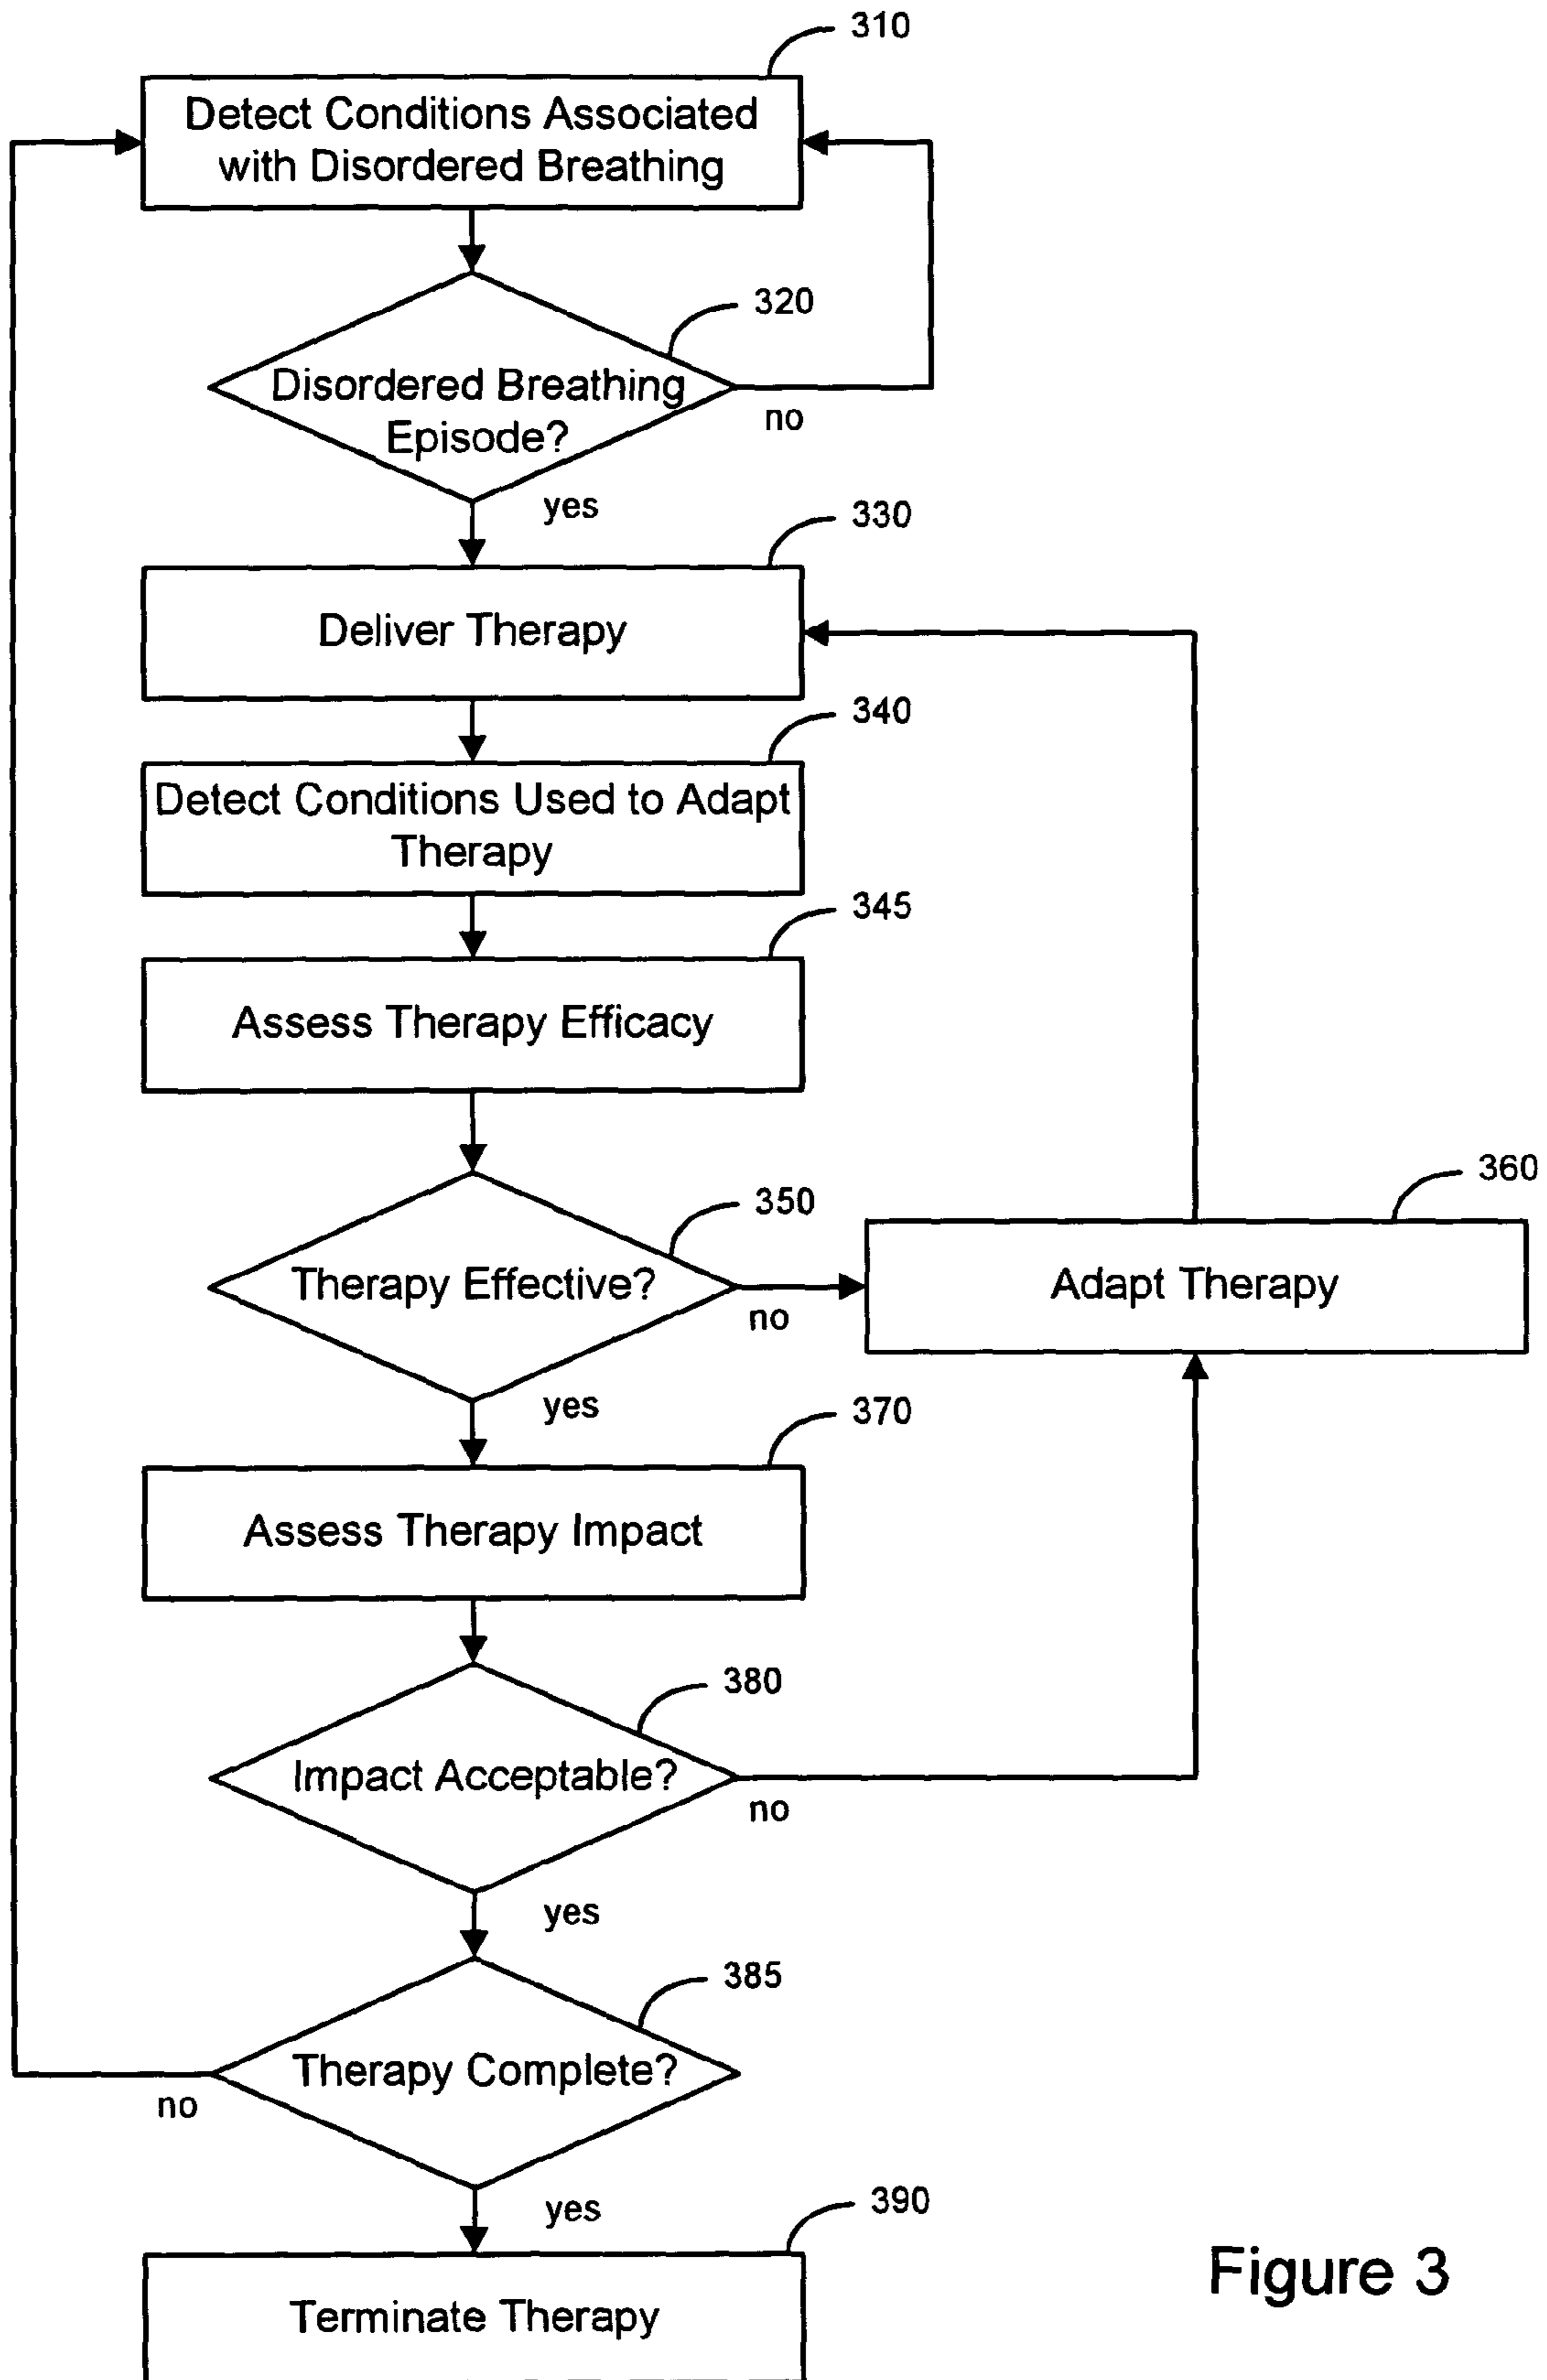 310
Detect Conditions Associated
with Disordered Breathing
320
Disordered Breathing
Episode?
no
yes
330
Deliver Therapy
340
Detect Conditions Used to Adapt
Therapy
345
Assess Therapy Efficacy
350
Therapy Effective?
no
360
Adapt Therapy
yes
370
Assess Therapy Impact
380
Impact Acceptable?
no
yes
385
Therapy Complete?
no
yes
390
Terminate Therapy
Figure 3